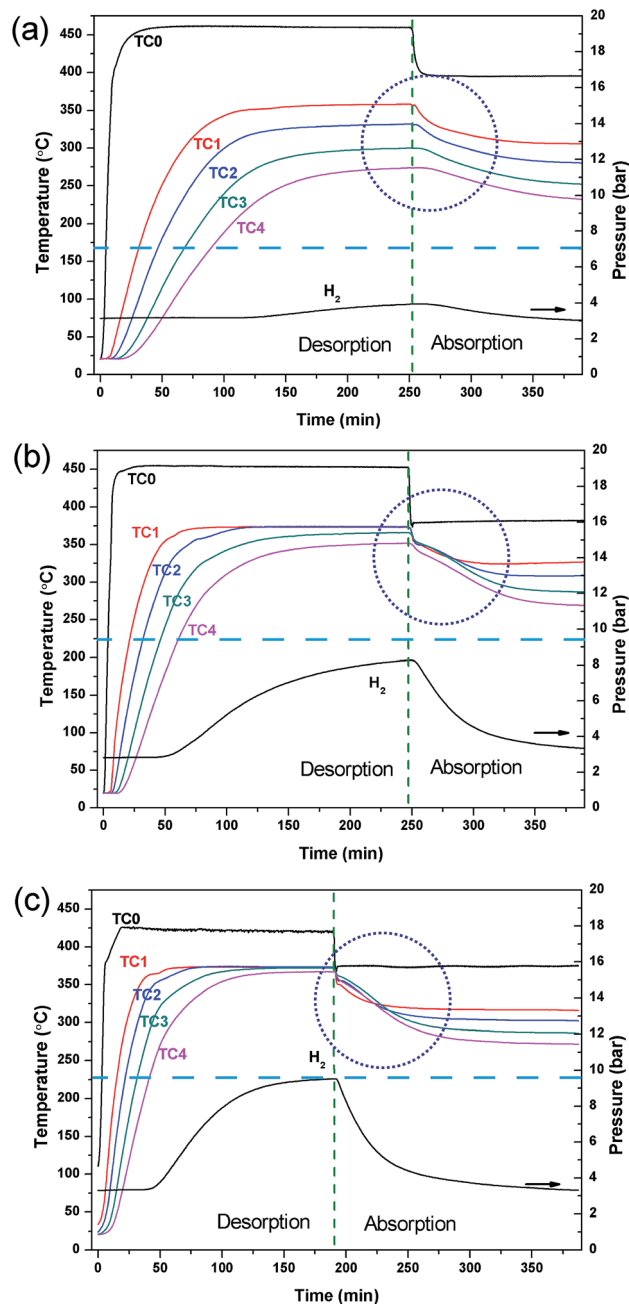 (a)
450
400
350
300
250
200
150
100
50
0
Temperature (°C)
TC0
TC1
TC2
TC3
TC4
H2
Desorption
Absorption
20
18
16
14
12
10
8
6
4
2
0
Pressure (bar)
0 50 100 150 200 250 300 350
Time (min)
(b)
450
400
350
300
250
200
150
100
50
0
Temperature (°C)
TC0
TC1
TC2
TC3
TC4
H2
Desorption
Absorption
20
18
16
14
12
10
8
6
4
2
0
Pressure (bar)
0 50 100 150 200 250 300 350
Time (min)
(c)
450
400
350
300
250
200
150
100
50
0
Temperature (°C)
TC0
TC1
TC2
TC3
TC4
H2
Desorption
Absorption
20
18
16
14
12
10
8
6
4
2
0
Pressure (bar)
0 50 100 150 200 250 300 350
Time (min)